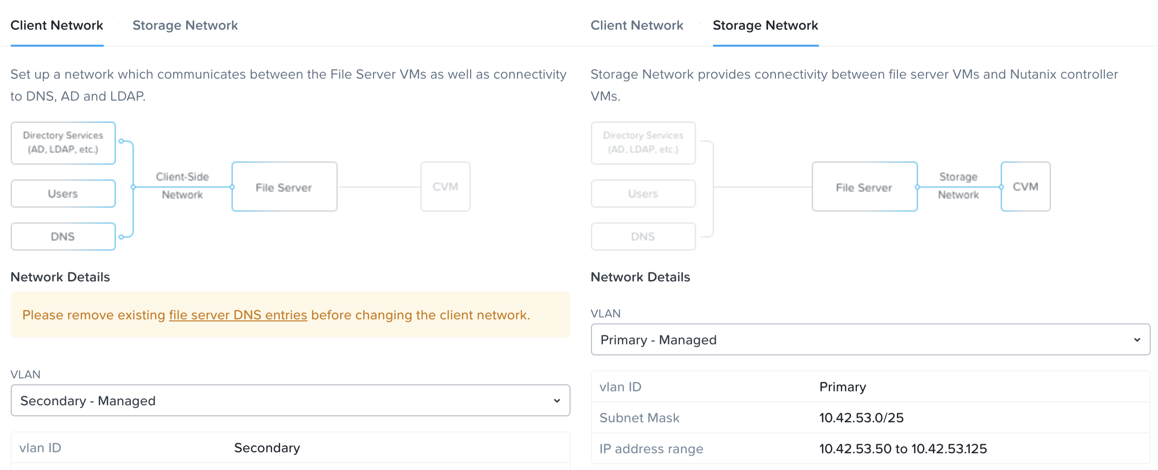 Client Network
Storage Network
Set up a network which communicates between the File Server VMs as well as connectivity
to DNS, AD and LDAP.
Directory Services
(AD, LDAP, etc.)
Users
DNS
Client-Side
Network
File Server
CVM
Network Details
Please remove existing file server DNS entries before changing the client network.
VLAN
Secondary - Managed
vlan ID Secondary
Client Network
Storage Network
Storage Network provides connectivity between file server VMs and Nutanix controller
VMs.
Directory Services
(AD, LDAP, etc.)
Users
DNS
File Server
Storage
Network
CVM
Network Details
VLAN
Primary - Managed
vlan ID Primary
Subnet Mask 10.42.53.0/25
IP address range 10.42.53.50 to 10.42.53.125